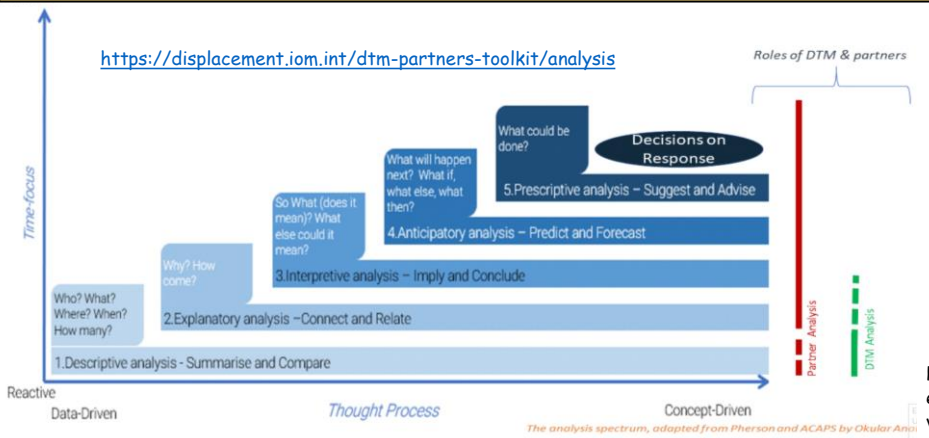 https://displacement.iom.int/dtm-partners-toolkit/analysis
Roles of DTM & partners
Time-focus
What could be
done?
Decisions on
Response
5.Prescriptive analysis – Suggest and Advise
What will happen
next? What if,
what else, what
then?
4.Anticipatory analysis – Predict and Forecast
So What (does it
mean)? What
else could it
mean?
3.Interpretive analysis – Imply and Conclude
Why? How
come?
2.Explanatory analysis –Connect and Relate
Who? What?
Where? When?
How many?
1.Descriptive analysis - Summarise and Compare
Partner Analysis
DTM Analysis
Reactive
Data-Driven
Thought Process
Concept-Driven
The analysis spectrum, adapted from Pherson and ACAPS by Okular